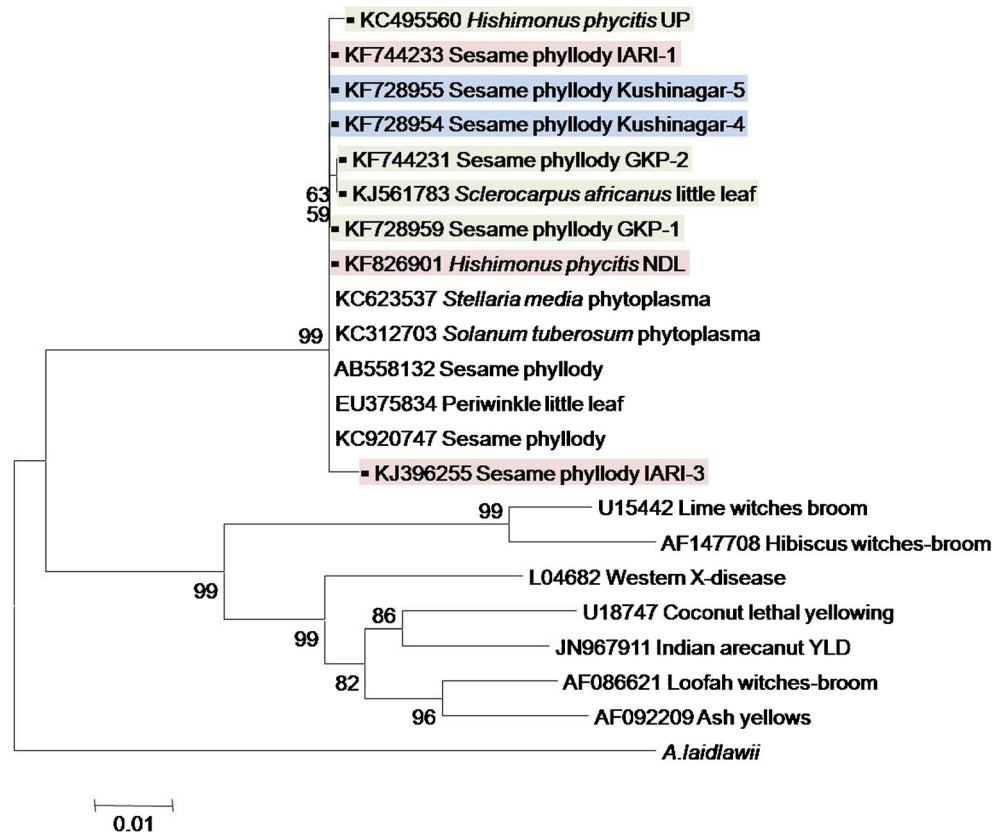 KC495560 Hishimonus phycitis UP
KF744233 Sesame phyllody IARI-1
KF728955 Sesame phyllody Kushinagar-5
KF728954 Sesame phyllody Kushinagar-4
KF744231 Sesame phyllody GKP-2
63 KJ561783 Sclerocarpus africanus little leaf
59
KF728959 Sesame phyllody GKP-1
KF826901 Hishimonus phycitis NDL
KC623537 Stellaria media phytoplasma
99 KC312703 Solanum tuberosum phytoplasma
AB558132 Sesame phyllody
EU375834 Periwinkle little leaf
KC920747 Sesame phyllody
KJ396255 Sesame phyllody IARI-3
99 U15442 Lime witches broom
AF147708 Hibiscus witches-broom
L04682 Western X-disease
99
86 U18747 Coconut lethal yellowing
99 JN967911 Indian arecanut YLD
82 AF086621 Loofah witches-broom
96 AF092209 Ash yellows
A.laidlawii
0.01